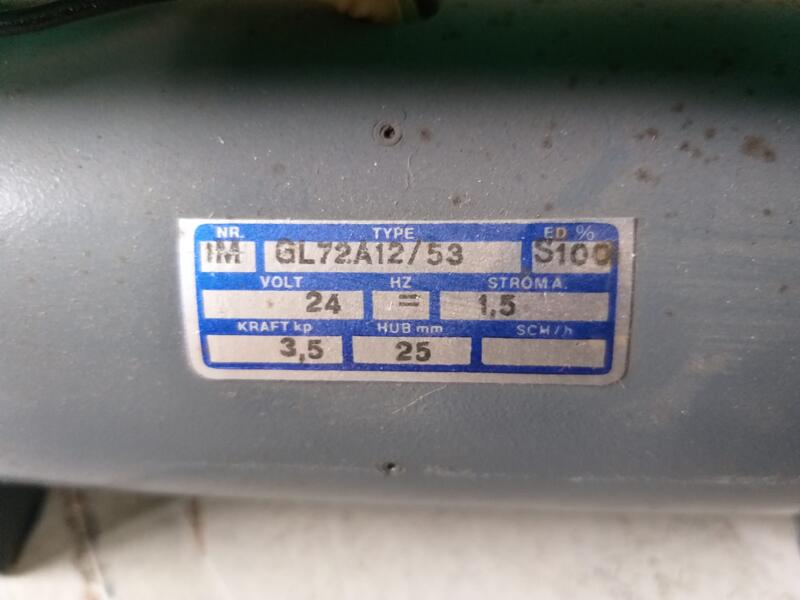 NR. TYPE ED %
IM GL72A12/53 S100
VOLT HZ STROM A.
24 = 1,5
KRAFT kp HUB mm SCH/h
3,5 25